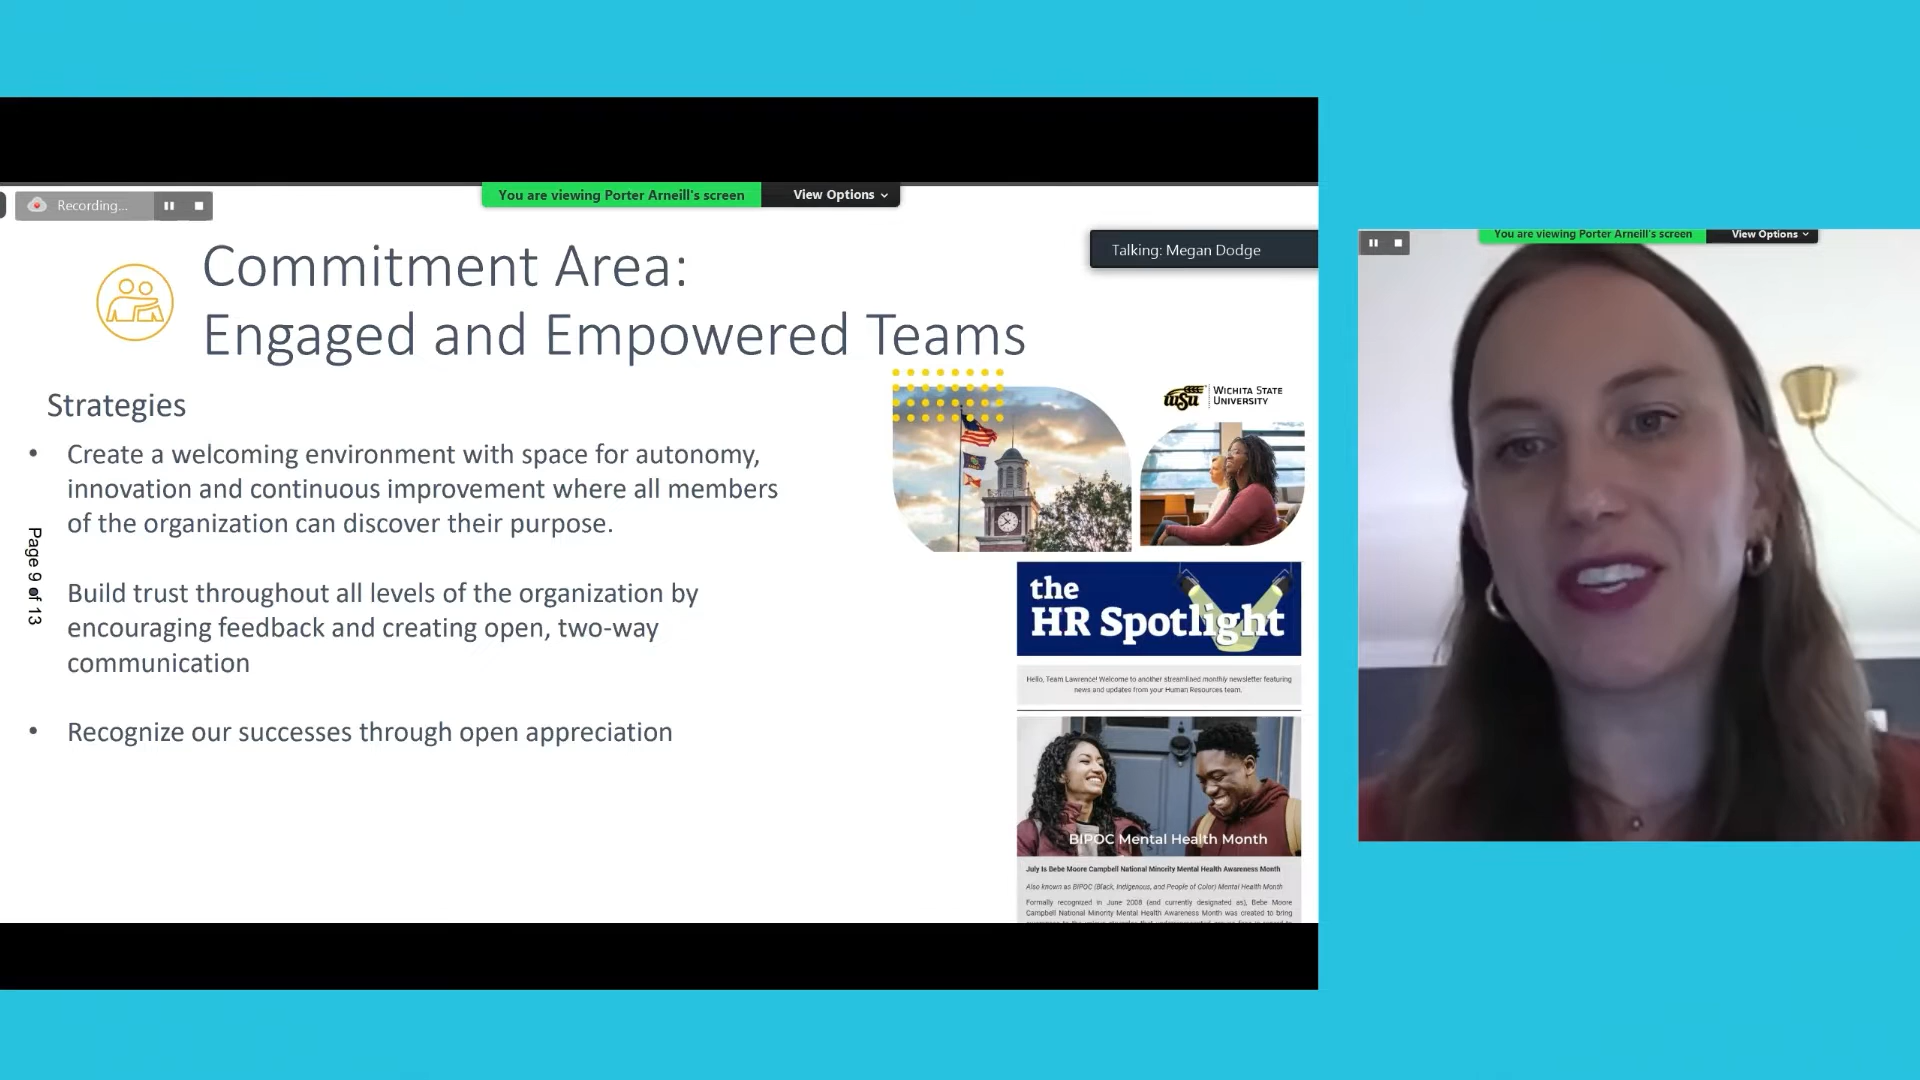 Recording...
You are viewing Porter Arneill's screen
View Options
Talking: Megan Dodge
You are viewing Porter Arneill's screen
View Options
Commitment Area:
Engaged and Empowered Teams
Strategies
• Create a welcoming environment with space for autonomy,
innovation and continuous improvement where all members
of the organization can discover their purpose.
• Build trust throughout all levels of the organization by
encouraging feedback and creating open, two-way
communication
• Recognize our successes through open appreciation
Page 9 of 13
WSU
WICHITA STATE
UNIVERSITY
the
HR Spotlight
Hello, Team Lawrence! Welcome to another streamlined monthly newsletter featuring
news and updates from your Human Resources team.
BIPOC Mental Health Month
July Is Bebe Moore Campbell National Minority Mental Health Awareness Month
Also known as BIPOC (Black, Indigenous, and People of Color) Mental Health Month
Formally recognized in June 2008 (and currently designated as), Bebe Moore
Campbell National Minority Mental Health Awareness Month was created to bring